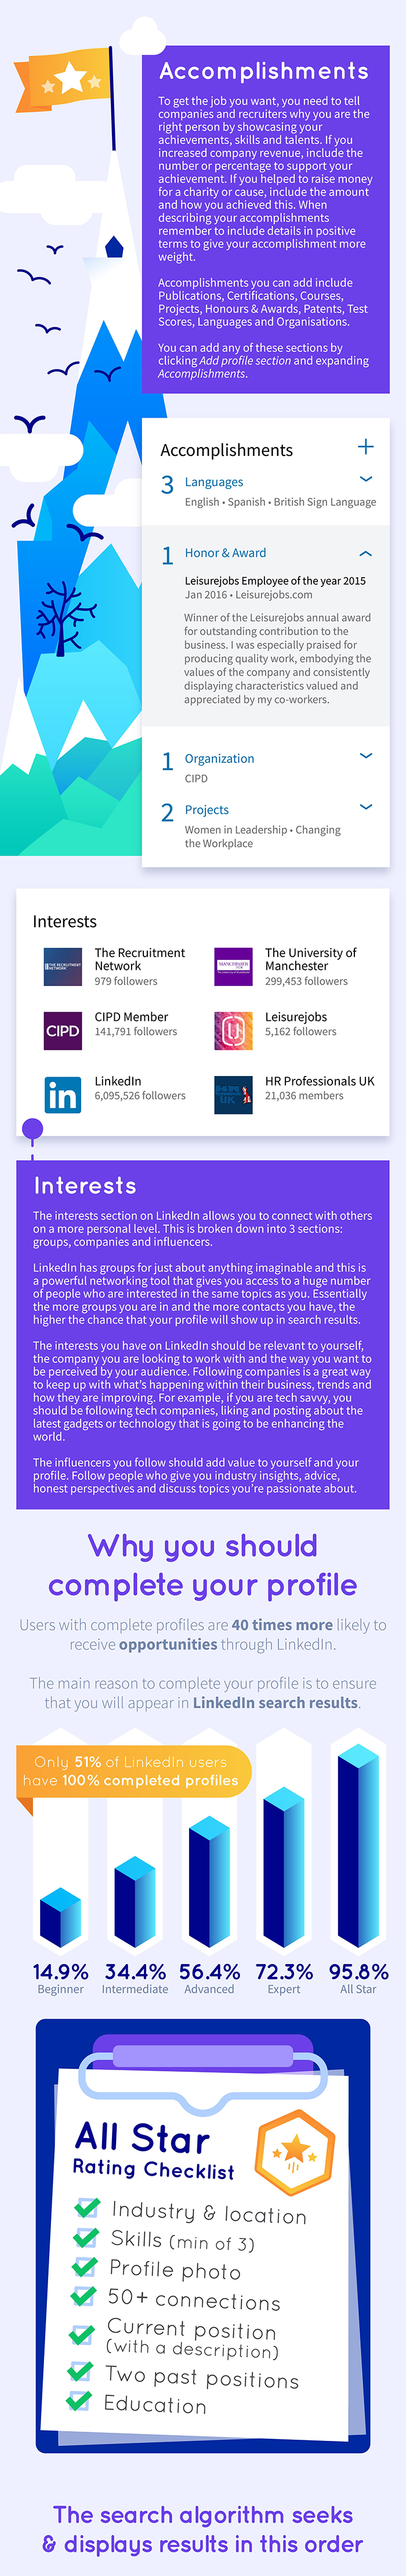 Accomplishments
To get the job you want, you need to tell
companies and recruiters why you are the
right person by showcasing your
achievements, skills and talents. If you
increased company revenue, include the
number or percentage to support your
achievement. If you helped to raise money
for a charity or cause, include the amount
and how you achieved this. When
describing your accomplishments
remember to include details in positive
terms to give your accomplishment more
weight.
Accomplishments you can add include
Publications, Certifications, Courses,
Projects, Honours & Awards, Patents, Test
Scores, Languages and Organisations.
You can add any of these sections by
clicking Add profile section and expanding
Accomplishments.
Accomplishments
3 Languages
English • Spanish • British Sign Language
1 Honor & Award
Leisurejobs Employee of the year 2015
Jan 2016 • Leisurejobs.com
Winner of the Leisurejobs annual award
for outstanding contribution to the
business. I was especially praised for
producing quality work, embodying the
values of the company and consistently
displaying characteristics valued and
appreciated by my co-workers.
1 Organization
CIPD
2 Projects
Women in Leadership • Changing
the Workplace
Interests
The Recruitment
Network
979 followers
The University of
Manchester
299,453 followers
CIPD
CIPD Member
141,791 followers
Leisurejobs
5,162 followers
in
LinkedIn
6,095,526 followers
UK
HR Professionals UK
21,036 members
Interests
The interests section on LinkedIn allows you to connect with others
on a more personal level. This is broken down into 3 sections:
groups, companies and influencers.
LinkedIn has groups for just about anything imaginable and this is
a powerful networking tool that gives you access to a huge number
of people who are interested in the same topics as you. Essentially
the more groups you are in and the more contacts you have, the
higher the chance that your profile will show up in search results.
The interests you have on LinkedIn should be relevant to yourself,
the company you are looking to work with and the way you want to
be perceived by your audience. Following companies is a great way
to keep up with what's happening within their business, trends and
how they are improving. For example, if you are tech savvy, you
should be following tech companies, liking and posting about the
latest gadgets or technology that is going to be enhancing the
world.
The influencers you follow should add value to yourself and your
profile. Follow people who give you industry insights, advice,
honest perspectives and discuss topics you're passionate about.
Why you should
complete your profile
Users with complete profiles are 40 times more likely to
receive opportunities through LinkedIn.
The main reason to complete your profile is to ensure
that you will appear in LinkedIn search results.
Only 51% of LinkedIn users
have 100% completed profiles
14.9% 34.4% 56.4% 72.3% 95.8%
Beginner Intermediate Advanced Expert All Star
All Star
Rating Checklist
Industry & location
Skills (min of 3)
Profile photo
50+ connections
Current position
(with a description)
Two past positions
Education
The search algorithm seeks
& displays results in this order